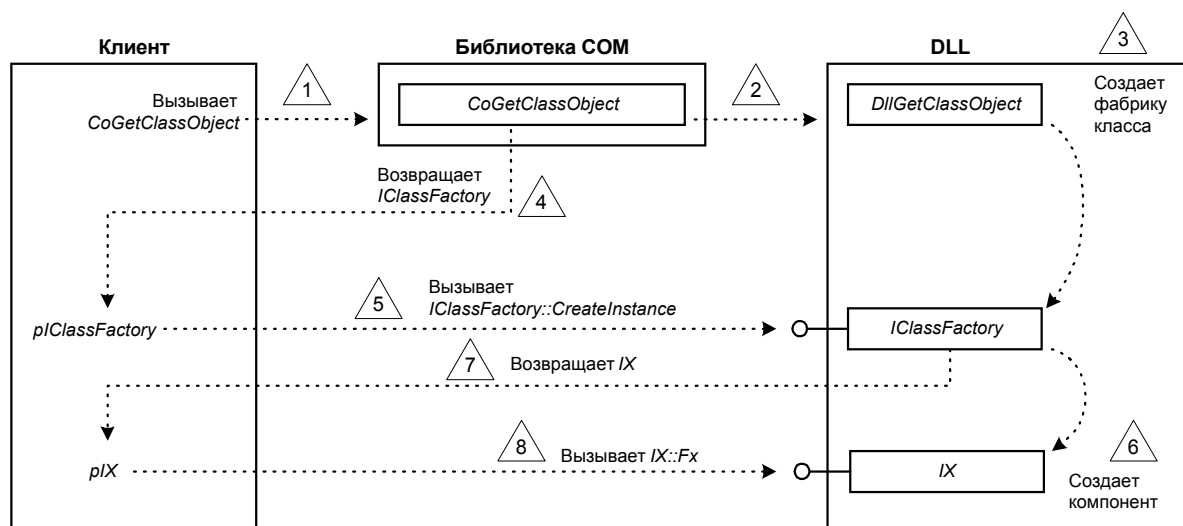 Клиент
Библиотека COM
DLL
3
Вызывает
CoGetClassObject
1
CoGetClassObject
2
DllGetClassObject
Создает
фабрику
класса
Возвращает
IClassFactory
4
Вызывает
IClassFactory::CreateInstance
5
pIClassFactory
IClassFactory
7
Возвращает IX
8
Вызывает IX::Fx
pIX
IX
6
Создает
компонент